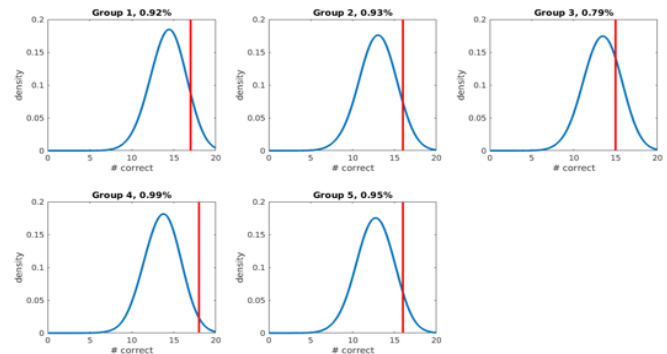 Group 1, 0.92%
Group 2, 0.93%
Group 3, 0.79%
0.2
0.15
0.1
0.05
0
density
0 5 10 15 20
# correct
0.2
0.15
0.1
0.05
0
density
0 5 10 15 20
# correct
0.2
0.15
0.1
0.05
0
density
0 5 10 15 20
# correct
Group 4, 0.99%
Group 5, 0.95%
0.2
0.15
0.1
0.05
0
density
0 5 10 15 20
# correct
0.2
0.15
0.1
0.05
0
density
0 5 10 15 20
# correct